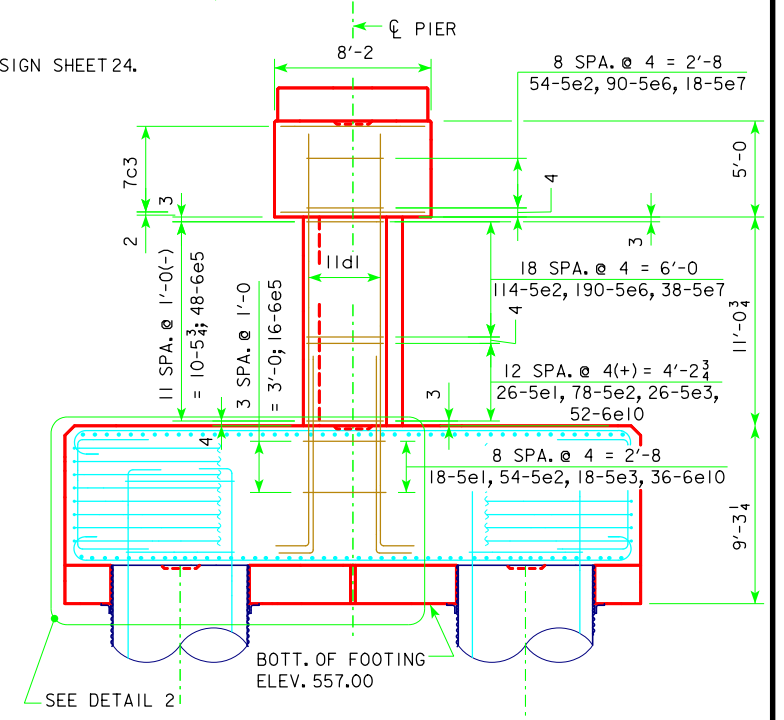 ℄ PIER
SIGN SHEET 24.
8'-2
8 SPA. @ 4 = 2'-8
54-5e2, 90-5e6, 18-5e7
7c3
3
2
4
5'-0
3
11d1
18 SPA. @ 4 = 6'-0
114-5e2, 190-5e6, 38-5e7
4
11 SPA. @ 1'-0(-)
= 10-5¾; 48-6e5
3 SPA. @ 1'-0
= 3'-0; 16-6e5
11'-0¾
12 SPA. @ 4(+) = 4'-2¾
26-5e1, 78-5e2, 26-5e3,
52-6e10
3
4
8 SPA. @ 4 = 2'-8
18-5e1, 54-5e2, 18-5e3, 36-6e10
9'-3¼
BOTT. OF FOOTING
ELEV. 557.00
SEE DETAIL 2